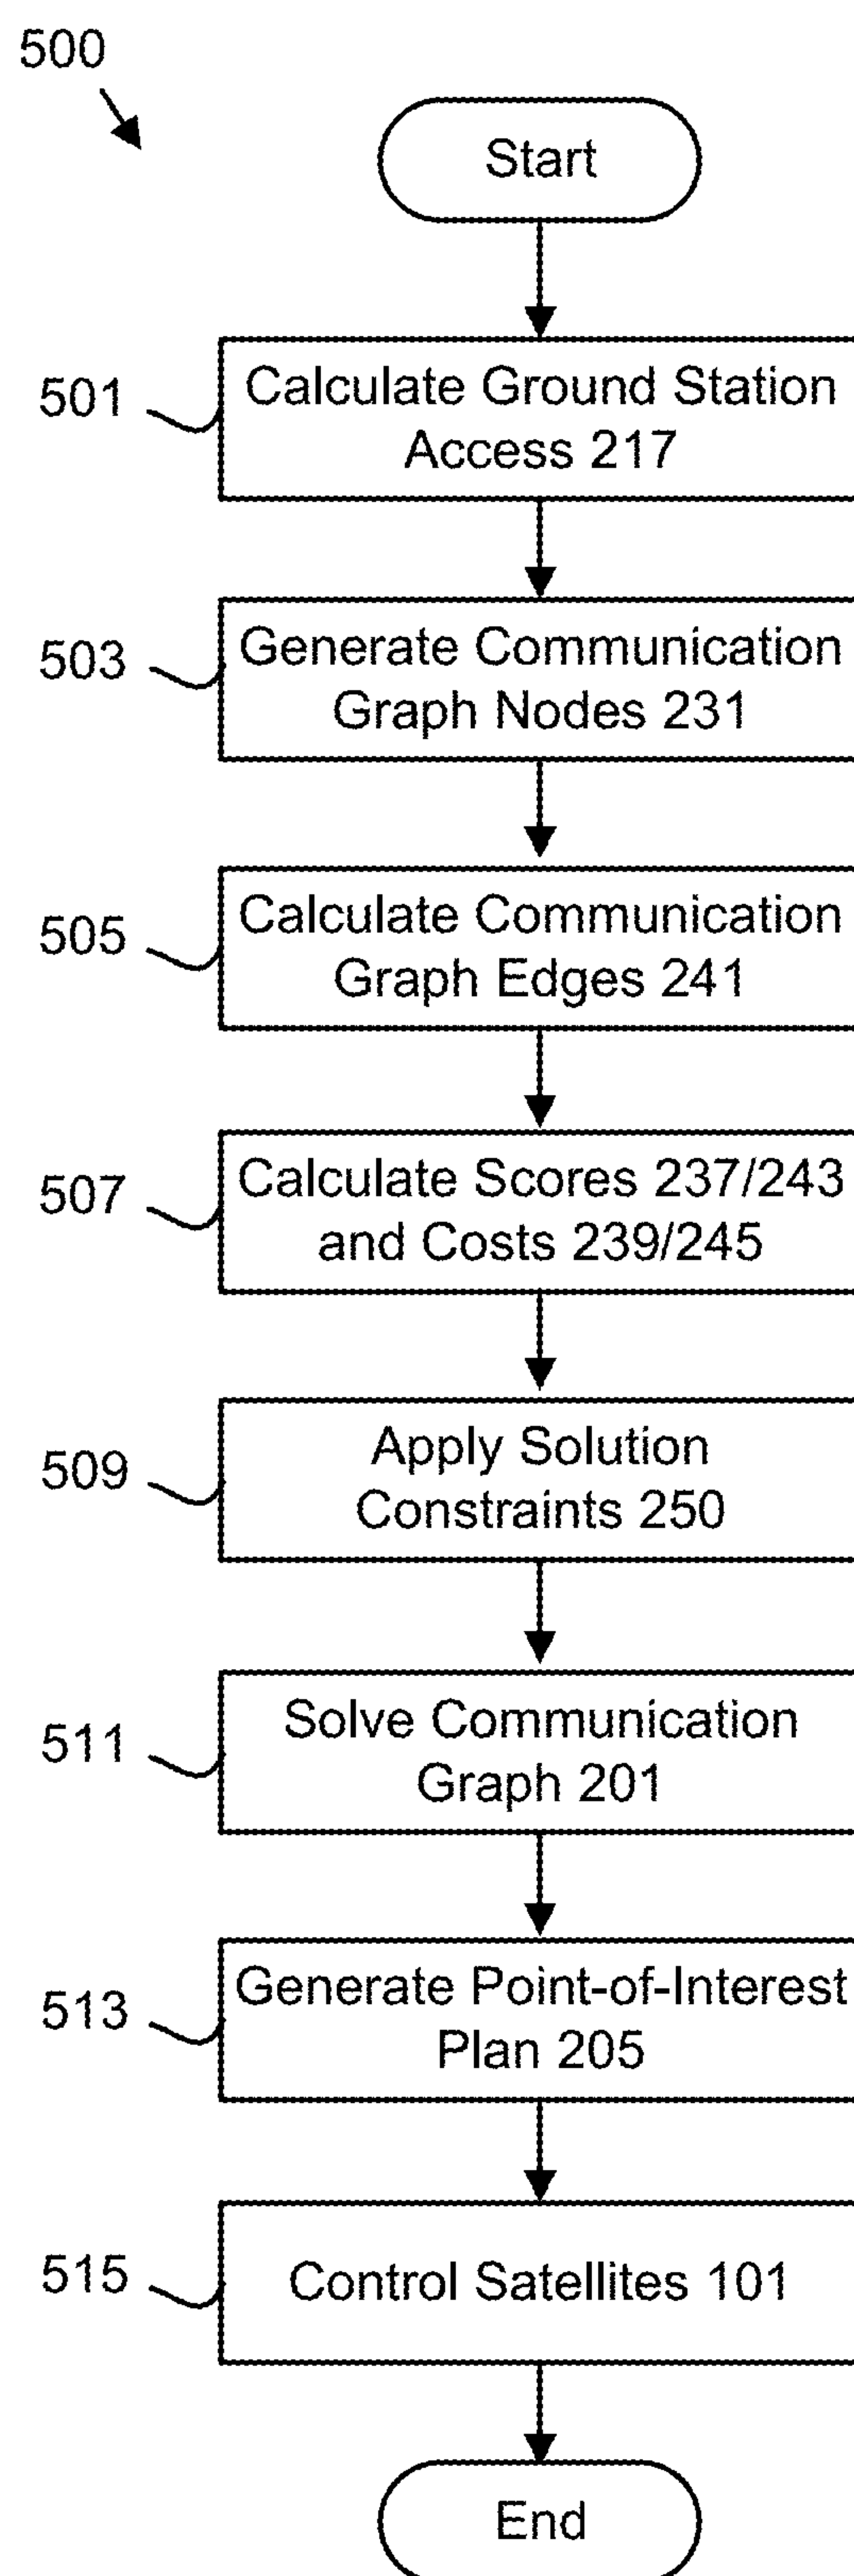 500
Start
501
Calculate Ground Station
Access 217
503
Generate Communication
Graph Nodes 231
505
Calculate Communication
Graph Edges 241
507
Calculate Scores 237/243
and Costs 239/245
509
Apply Solution
Constraints 250
511
Solve Communication
Graph 201
513
Generate Point-of-Interest
Plan 205
515
Control Satellites 101
End